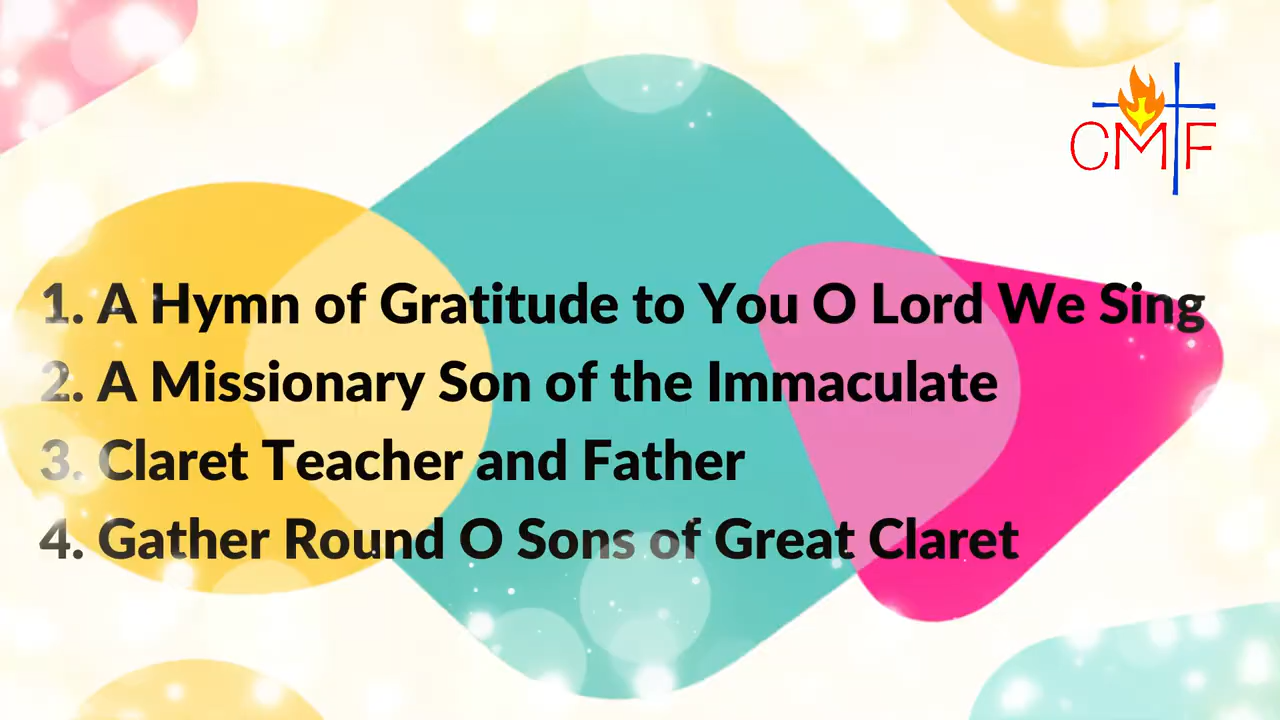 CMF
1. A Hymn of Gratitude to You O Lord We Sing
2. A Missionary Son of the Immaculate
3. Claret Teacher and Father
4. Gather Round O Sons of Great Claret